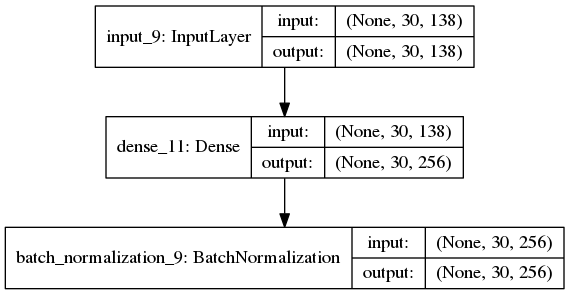 input_9: InputLayer
input: (None, 30, 138)
output: (None, 30, 138)
dense_11: Dense
input: (None, 30, 138)
output: (None, 30, 256)
batch_normalization_9: BatchNormalization
input: (None, 30, 256)
output: (None, 30, 256)